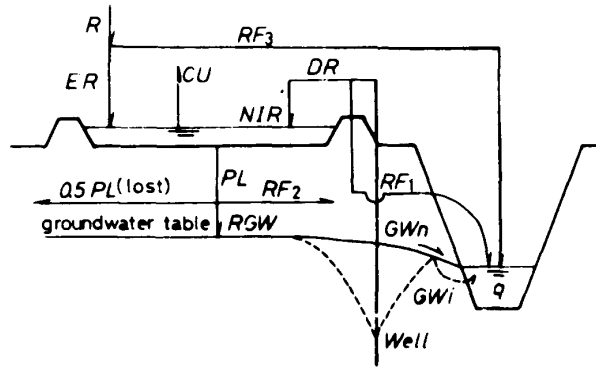 R
RF3
ER
CU
DR
NIR
PL
0.5 PL(lost)
RF2
RF1
groundwater table
RGW
GWn
GWi
q
Well